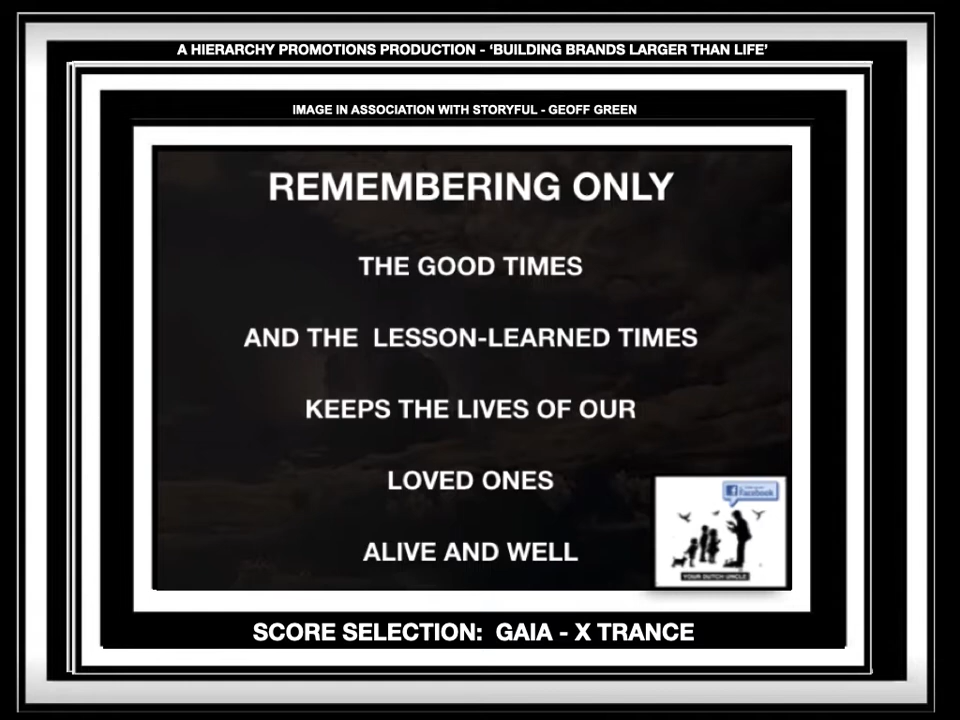 A HIERARCHY PROMOTIONS PRODUCTION - ‘BUILDING BRANDS LARGER THAN LIFE’
IMAGE IN ASSOCIATION WITH STORYFUL - GEOFF GREEN
REMEMBERING ONLY
THE GOOD TIMES
AND THE  LESSON-LEARNED TIMES
KEEPS THE LIVES OF OUR
LOVED ONES
ALIVE AND WELL
Facebook
YOUR DUTCH UNCLE
SCORE SELECTION:  GAIA - X TRANCE